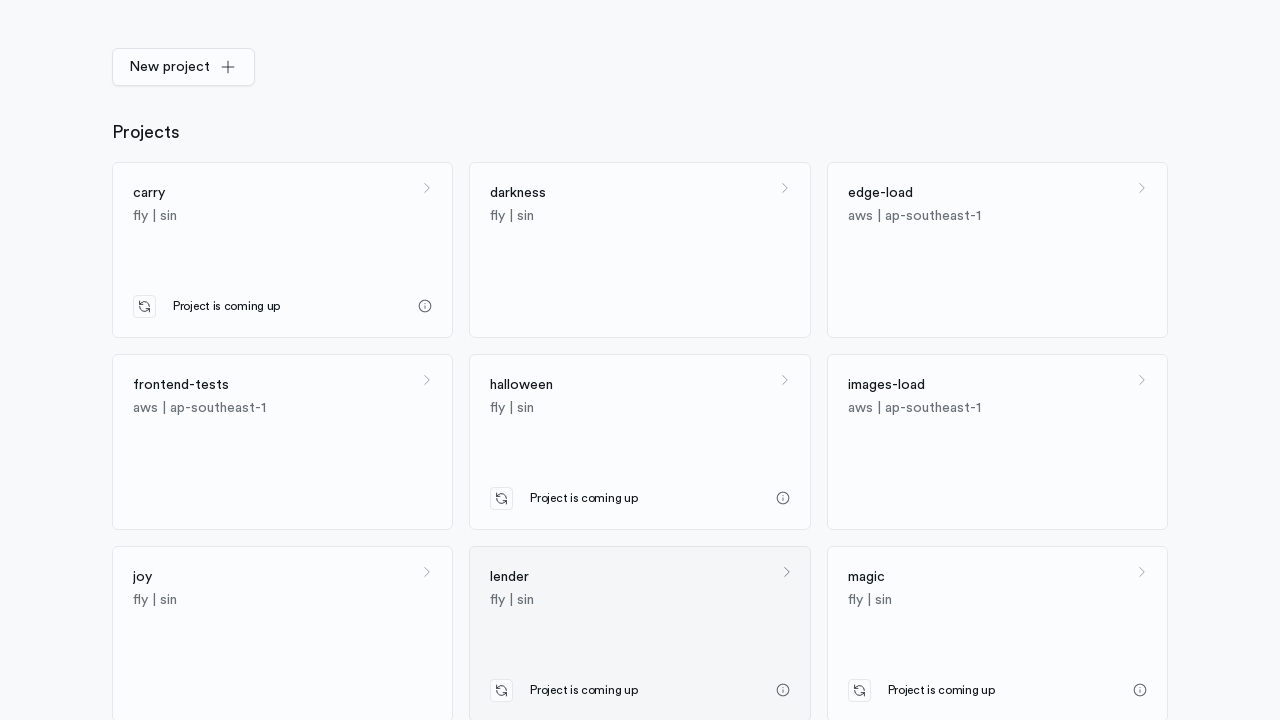 New project
Projects
carry
fly | sin
Project is coming up
darkness
fly | sin
edge-load
aws | ap-southeast-1
frontend-tests
aws | ap-southeast-1
halloween
fly | sin
Project is coming up
images-load
aws | ap-southeast-1
joy
fly | sin
lender
fly | sin
Project is coming up
magic
fly | sin
Project is coming up